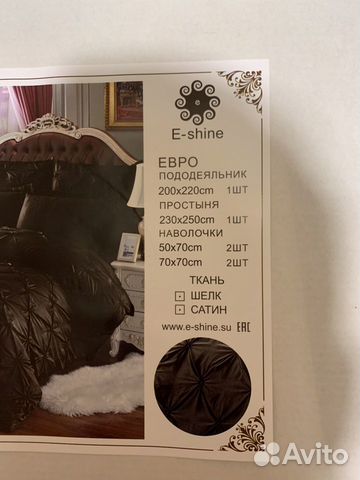 E-shine
ЕВРО
ПОДОДЕЯЛЬНИК
200x220cm 1ШТ
ПРОСТЫНЯ
230x250cm 1ШТ
НАВОЛОЧКИ
50x70cm 2ШТ
70x70cm 2ШТ
ТКАНЬ
ШЕЛК
САТИН
www.e-shine.su EAC
Avito